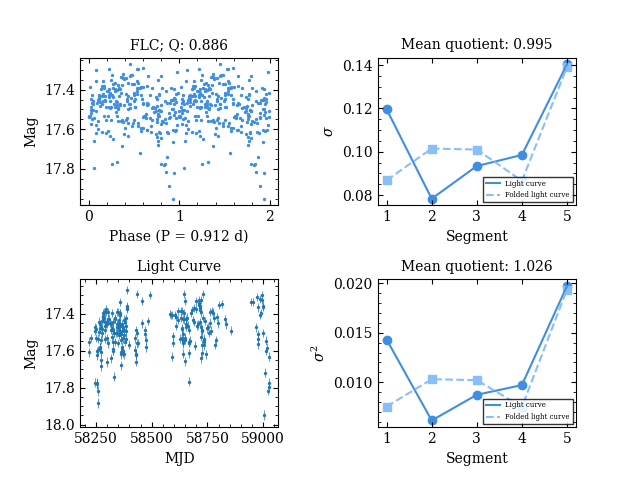 FLC; Q: 0.886
Mag
17.4
17.6
17.8
0
1
2
Phase (P = 0.912 d)
Mean quotient: 0.995
σ
0.14
0.12
0.10
0.08
1
2
3
4
5
Segment
Light curve
Folded light curve
Light Curve
Mag
17.4
17.6
17.8
18.0
58250
58500
58750
59000
MJD
Mean quotient: 1.026
σ²
0.020
0.015
0.010
1
2
3
4
5
Segment
Light curve
Folded light curve